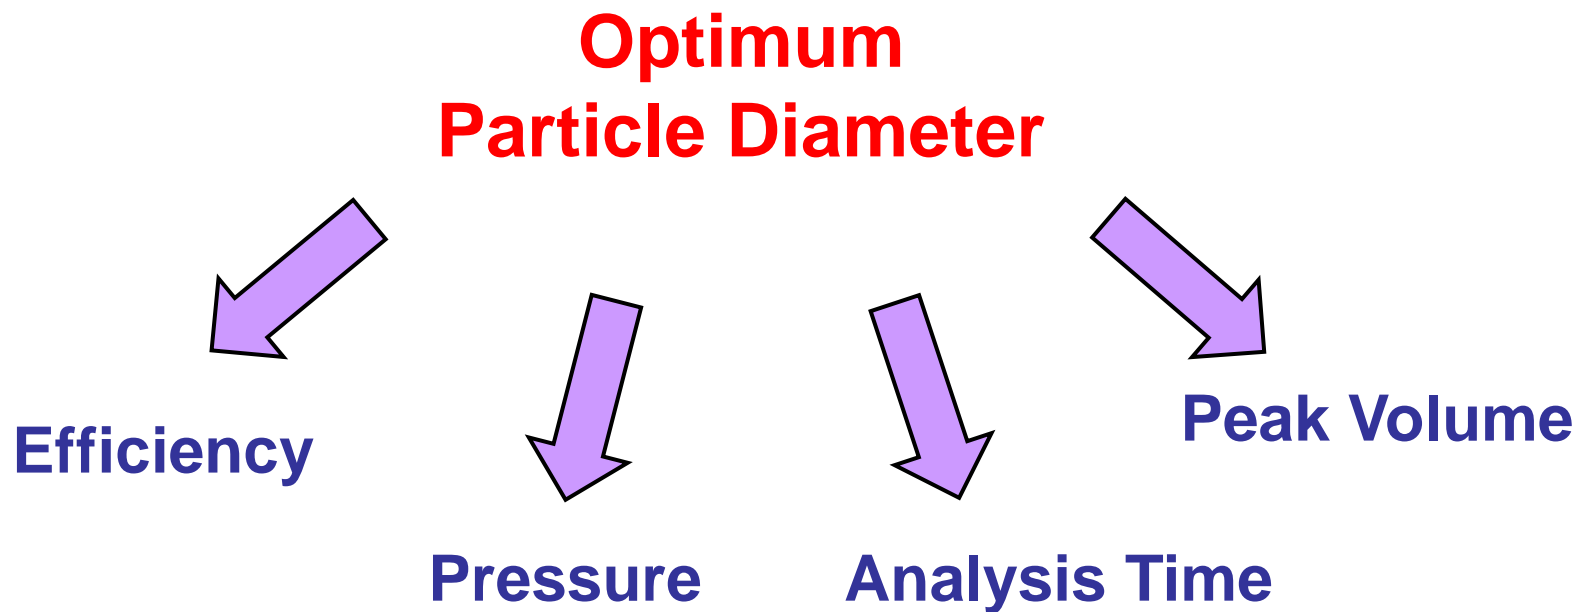 Optimum
Particle Diameter
Efficiency
Pressure
Analysis Time
Peak Volume